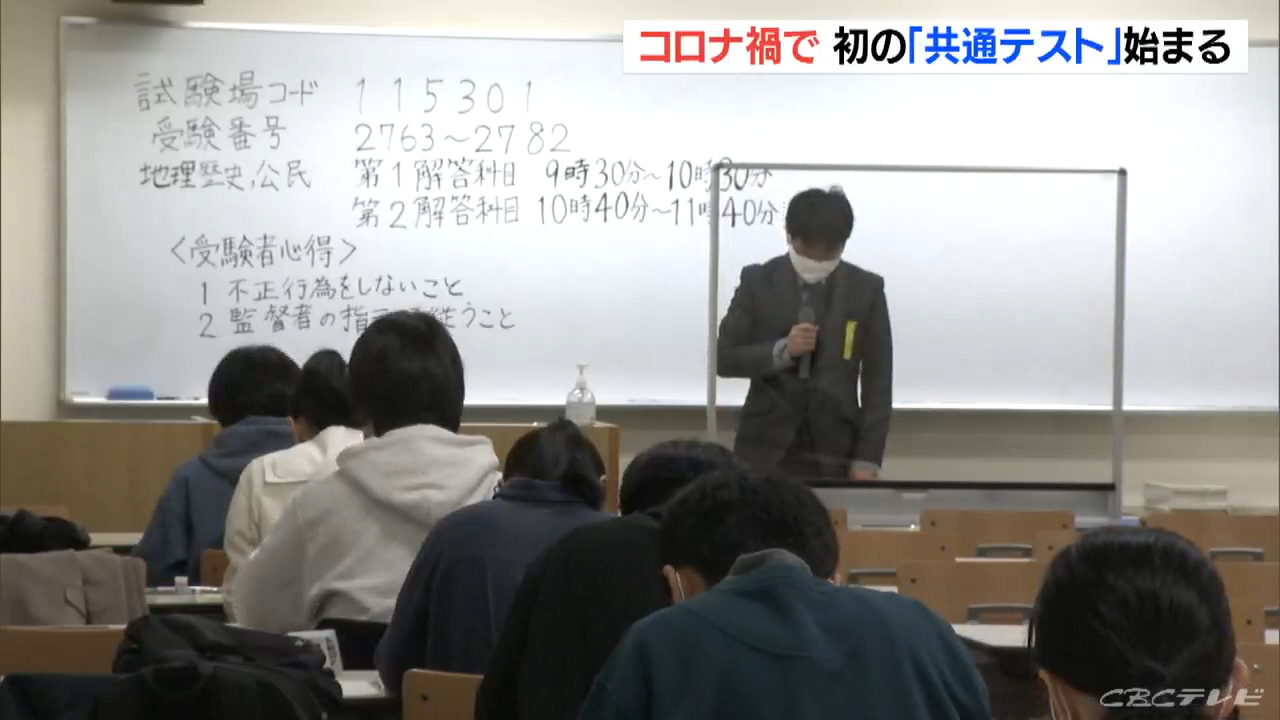 コロナ禍で 初の「共通テスト」始まる
試験場コード 115301
受験番号 2763～2782
地理歴史,公民 第1解答科目 9時30分～10時30分
第2解答科目 10時40分～11時40分
〈受験者心得〉
1 不正行為をしないこと
2 監督者の指示 従うこと
CBCテレビ